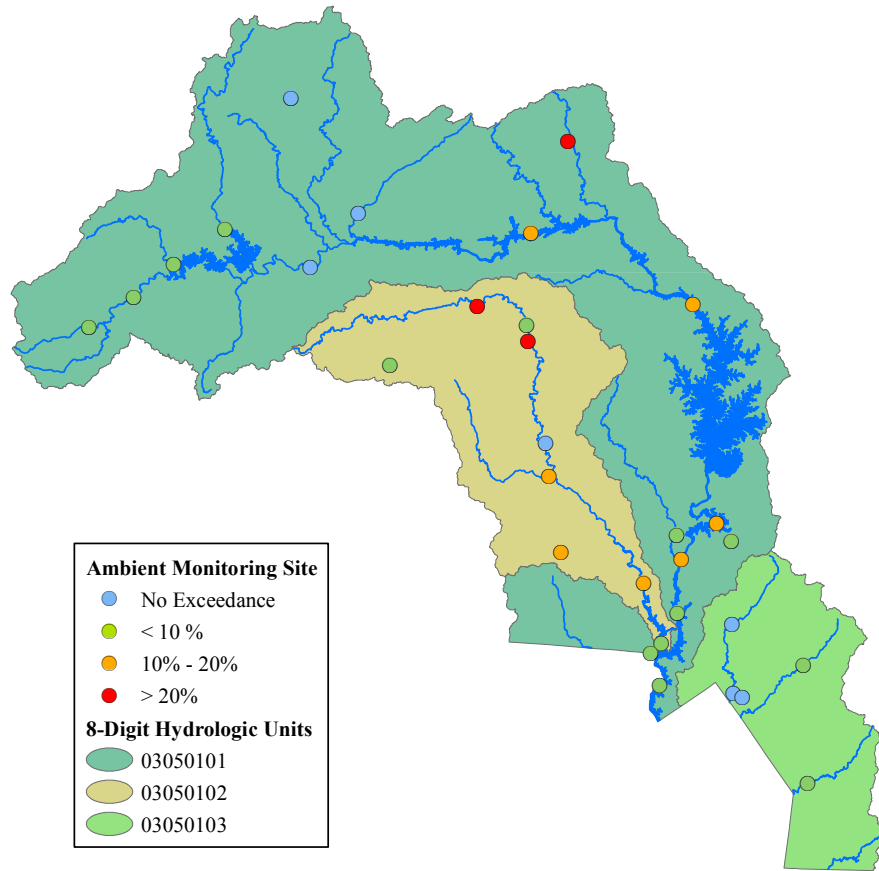 Ambient Monitoring Site
No Exceedance
< 10 %
10% - 20%
> 20%
8-Digit Hydrologic Units
03050101
03050102
03050103